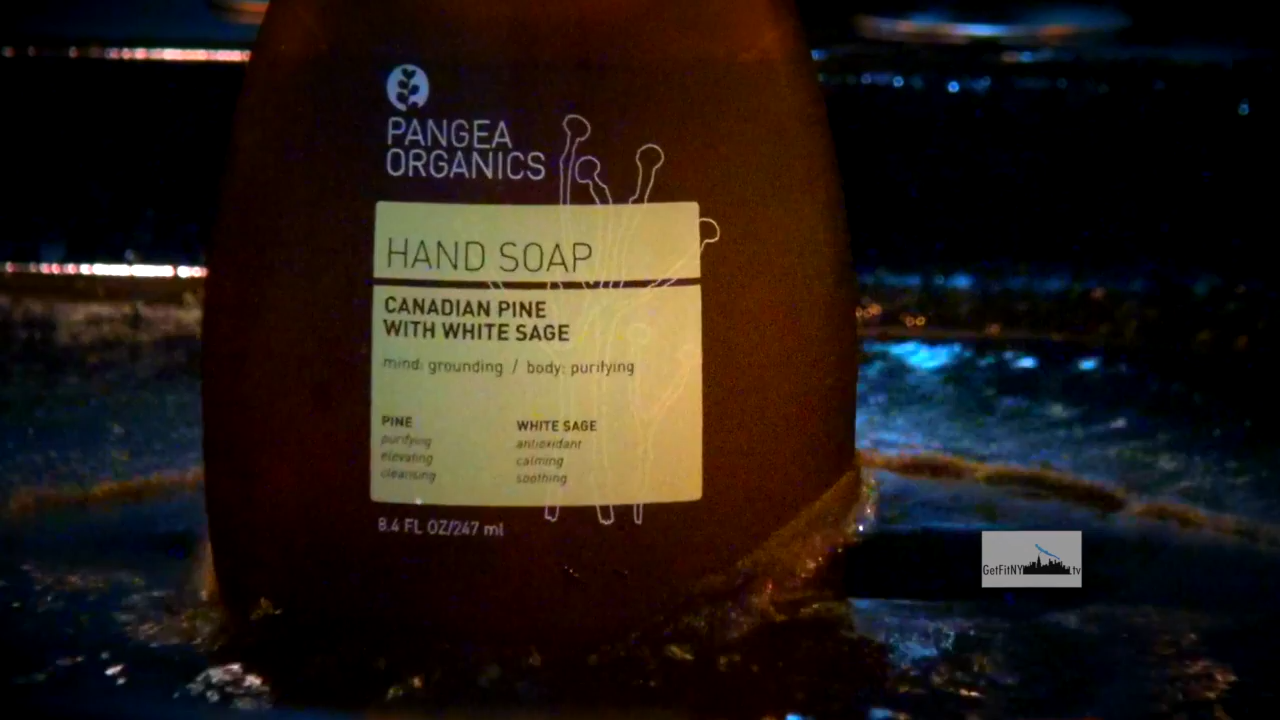 PANGEA
ORGANICS
HAND SOAP
CANADIAN PINE
WITH WHITE SAGE
mind: grounding / body: purifying
PINE
purifying
elevating
cleansing
WHITE SAGE
antioxidant
calming
soothing
8.4 FL OZ/247 ml
GetFitNY.tv